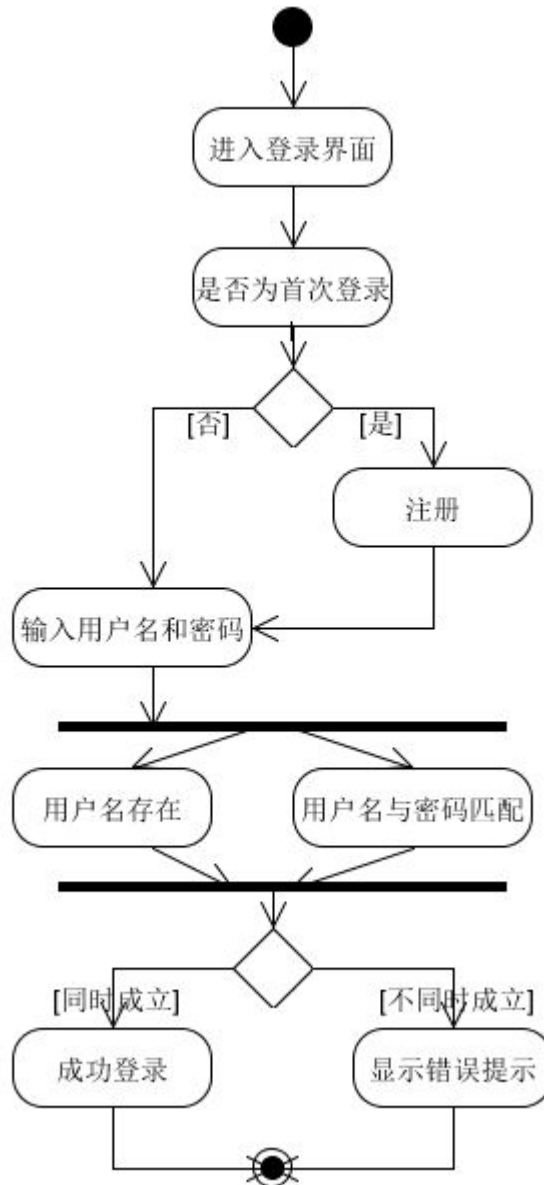 进入登录界面
是否为首次登录
[否]
[是]
注册
输入用户名和密码
用户名存在
用户名与密码匹配
[同时成立]
[不同时成立]
成功登录
显示错误提示